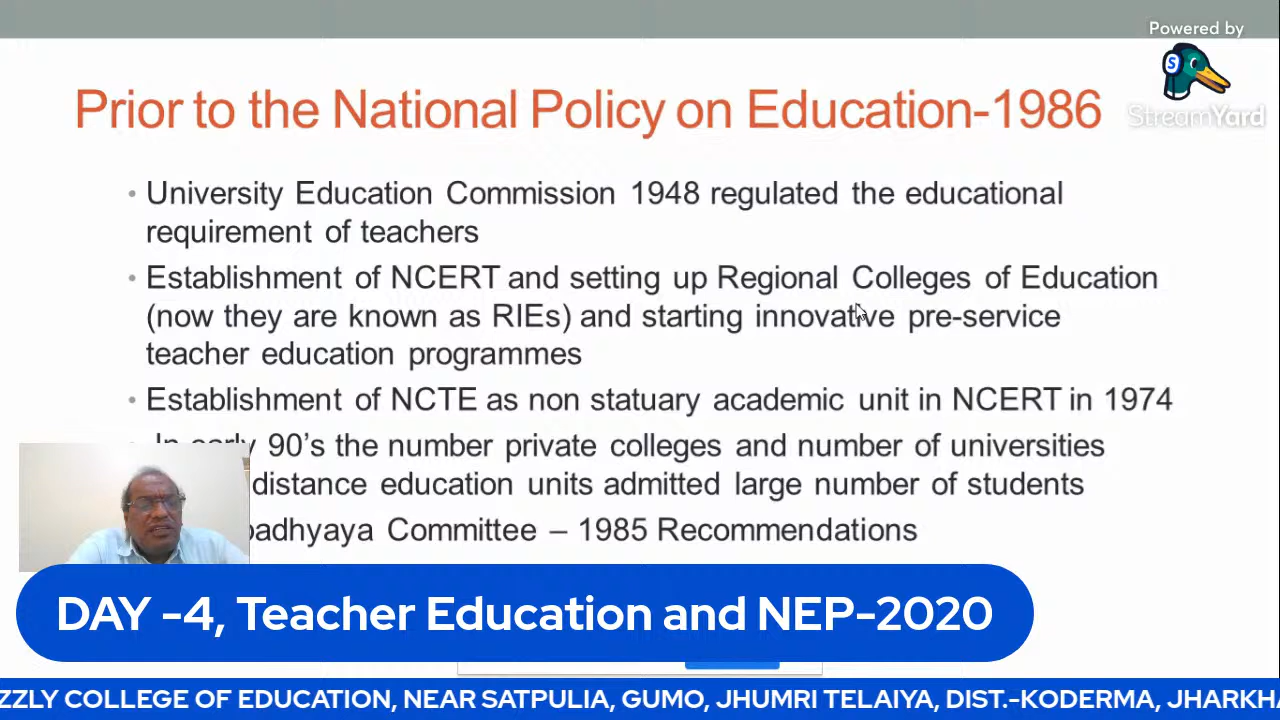 Powered by
StreamYard
Prior to the National Policy on Education-1986
• University Education Commission 1948 regulated the educational
requirement of teachers
• Establishment of NCERT and setting up Regional Colleges of Education
(now they are known as RIEs) and starting innovative pre-service
teacher education programmes
• Establishment of NCTE as non statuary academic unit in NCERT in 1974
In early 90's the number private colleges and number of universities
distance education units admitted large number of students
Committee – 1985 Recommendations
DAY -4, Teacher Education and NEP-2020
COLLEGE OF EDUCATION, NEAR SATPULIA, GUMO, JHUMRI TELAIYA, DIST.-KODERMA,